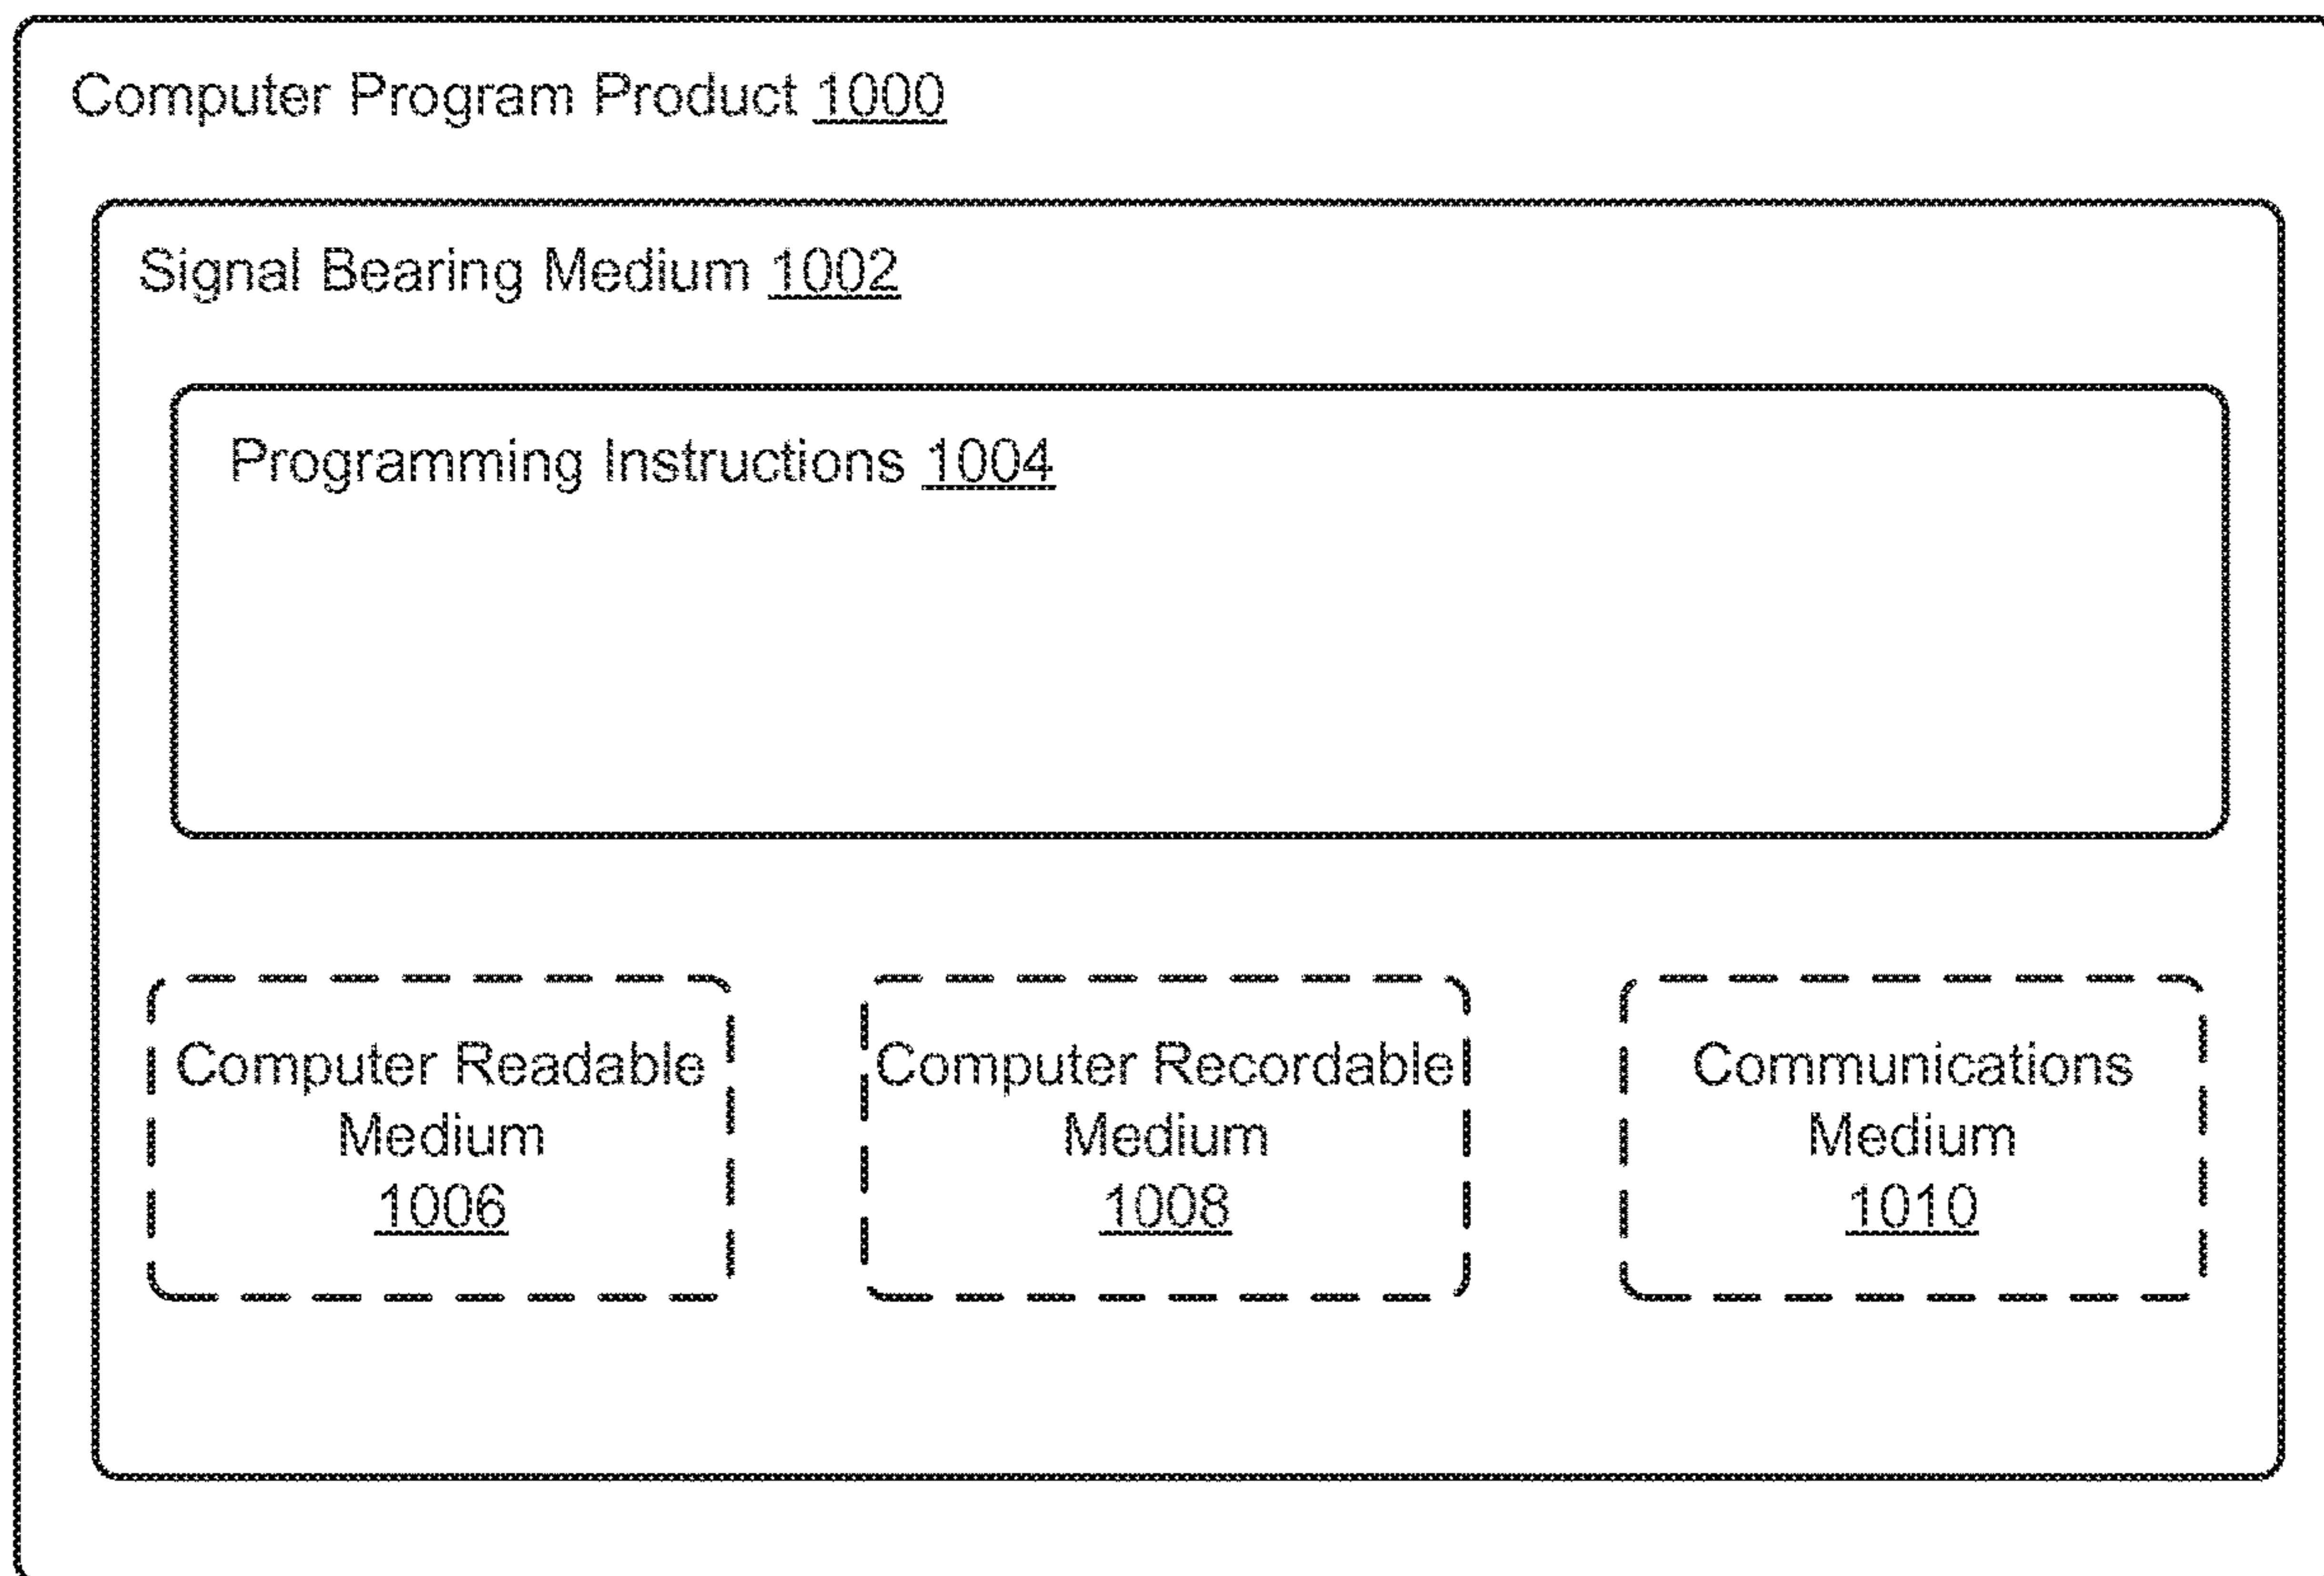 Computer Program Product 1000
Signal Bearing Medium 1002
Programming Instructions 1004
Computer Readable
Medium
1006
Computer Recordable
Medium
1008
Communications
Medium
1010